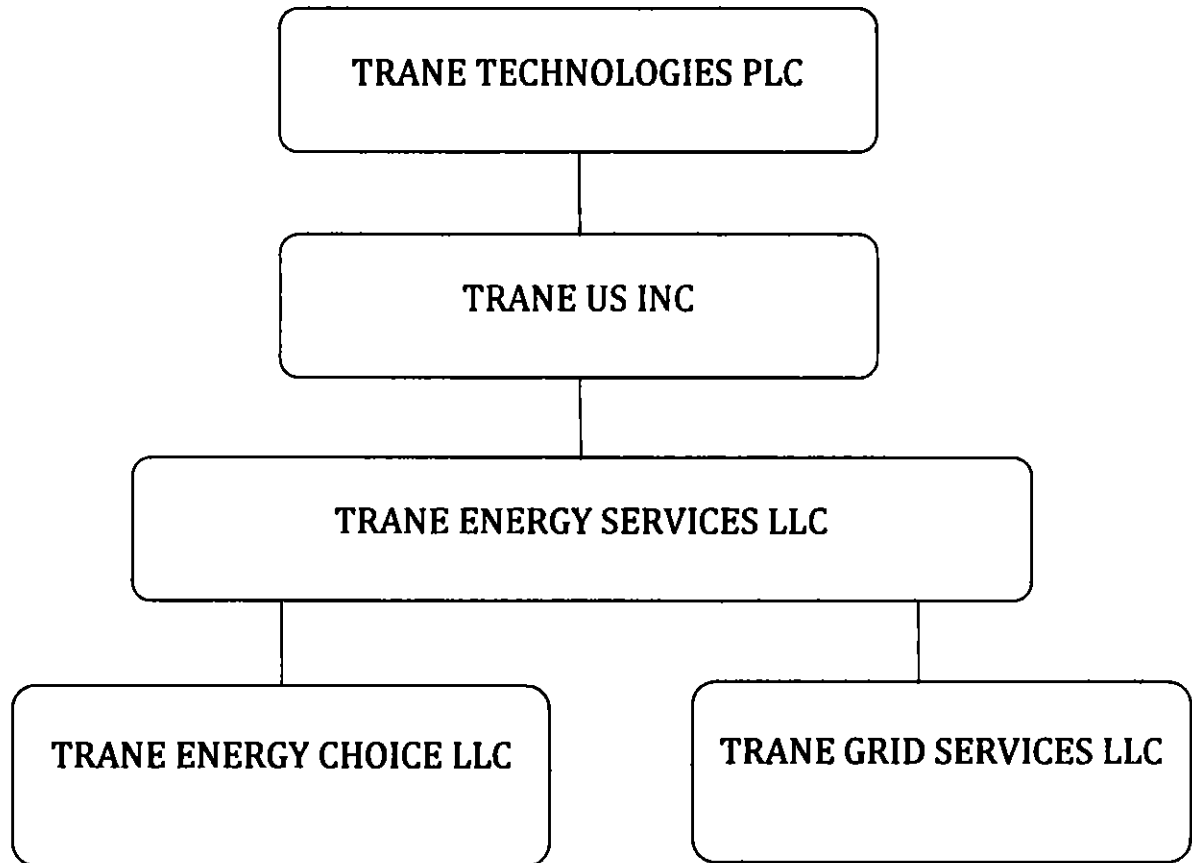 TRANE TECHNOLOGIES PLC
TRANE US INC
TRANE ENERGY SERVICES LLC
TRANE ENERGY CHOICE LLC
TRANE GRID SERVICES LLC